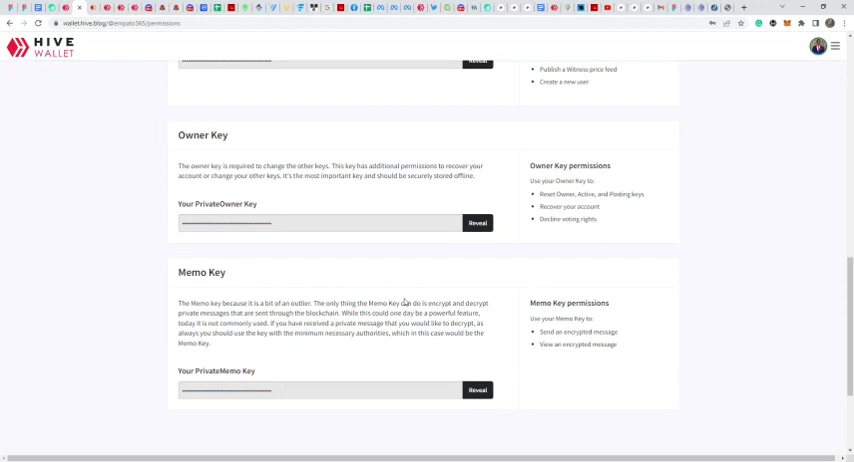 wallet.hive.blog/@empato365/permissions
HIVE
WALLET
Reveal
Publish a Witness price feed
Create a new user
Owner Key
The owner key is required to change the other keys. This key has additional permissions to recover your
account or change your other keys. It's the most important key and should be securely stored offline.
Your PrivateOwner Key
Reveal
Owner Key permissions
Use your Owner Key to:
Reset Owner, Active, and Posting keys
Recover your account
Decline voting rights
Memo Key
The Memo key because it is a bit of an outlier. The only thing the Memo Key can do is encrypt and decrypt
private messages that are sent through the blockchain. While this could one day be a powerful feature,
today it is not commonly used. If you have received a private message that you would like to decrypt, as
always you should use the key with the minimum necessary authorities, which in this case would be the
Memo Key.
Your PrivateMemo Key
Reveal
Memo Key permissions
Use your Memo Key to:
Send an encrypted message
View an encrypted message